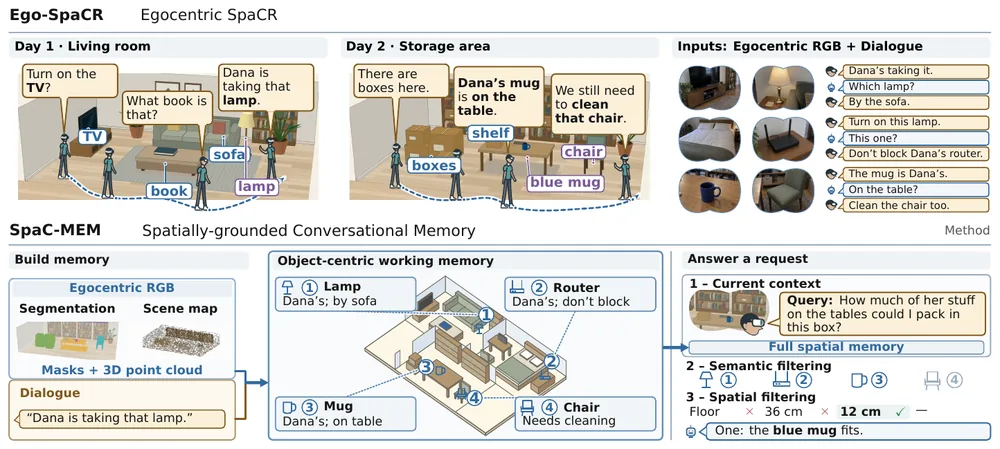 Ego-SpaCR Egocentric SpaCR
Day 1 · Living room
Turn on the
TV?
What book is
that?
Dana is
taking that
lamp.
TV
sofa
book
lamp
Day 2 · Storage area
There are
boxes here.
Dana’s mug
is on the
table.
We still need
to clean
that chair.
shelf
boxes
chair
blue mug
Inputs: Egocentric RGB + Dialogue
Dana’s taking it.
Which lamp?
By the sofa.
Turn on this lamp.
This one?
Don’t block Dana’s router.
The mug is Dana’s.
On the table?
Clean the chair too.
SpaC-MEM Spatially-grounded Conversational Memory Method
Build memory
Egocentric RGB
Segmentation Scene map
Masks + 3D point cloud
Dialogue
“Dana is taking that lamp.”
Object-centric working memory
1 Lamp
Dana’s; by sofa
2 Router
Dana’s; don’t block
1
2
3
4
3 Mug
Dana’s; on table
4 Chair
Needs cleaning
Answer a request
1 – Current context
Query: How much of her stuff
on the tables could I pack in
this box?
Full spatial memory
2 – Semantic filtering
1 2 3 4
3 – Spatial filtering
Floor × 36 cm × 12 cm ✓ —
One: the blue mug fits.